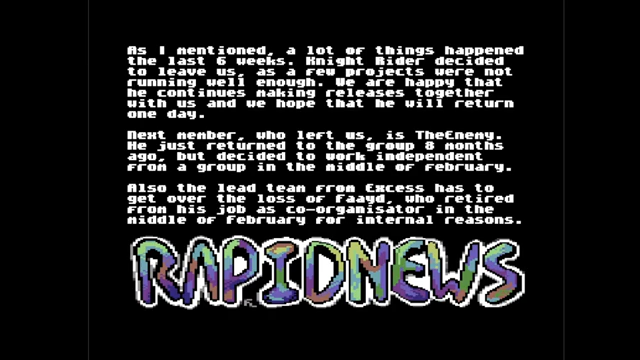 As I mentioned, a lot of things happened
the last 6 weeks. Knight Rider decided
to leave us, as a few projects were not
running well enough. We are happy that
he continues making releases together
with us and we hope that he will return
one day.
Next member, who left us, is TheEnemy.
He just returned to the group 8 months
ago, but decided to work independent
from a group in the middle of february.
Also the lead team from Excess has to
get over the loss of Faayd, who retired
from his job as co-organisator in the
middle of February for internal reasons.
RAPIDNEWS